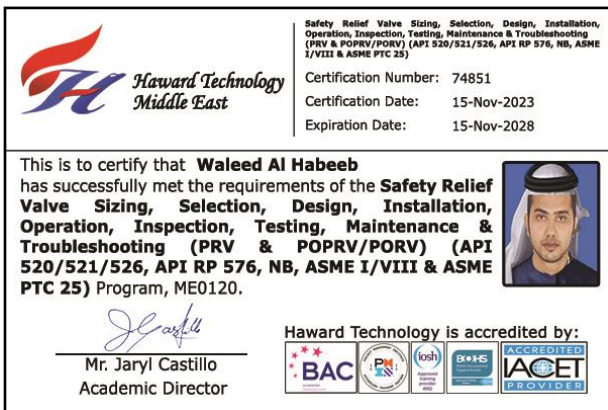 Safety Relief Valve Sizing, Selection, Design, Installation,
Operation, Inspection, Testing, Maintenance & Troubleshooting
(PRV & POPRV/PORV) (API 520/521/526, API RP 576, NB, ASME
I/VIII & ASME PTC 25)
Haward Technology
Middle East
Certification Number: 74851
Certification Date: 15-Nov-2023
Expiration Date: 15-Nov-2028
This is to certify that Waleed Al Habeeb
has successfully met the requirements of the Safety Relief
Valve Sizing, Selection, Design, Installation,
Operation, Inspection, Testing, Maintenance &
Troubleshooting (PRV & POPRV/PORV) (API
520/521/526, API RP 576, NB, ASME I/VIII & ASME
PTC 25) Program, ME0120.
Mr. Jaryl Castillo
Academic Director
Haward Technology is accredited by:
BAC
PM
iosh
Approved
training
provider
BCOHS
ACCREDITED
IACET
PROVIDER